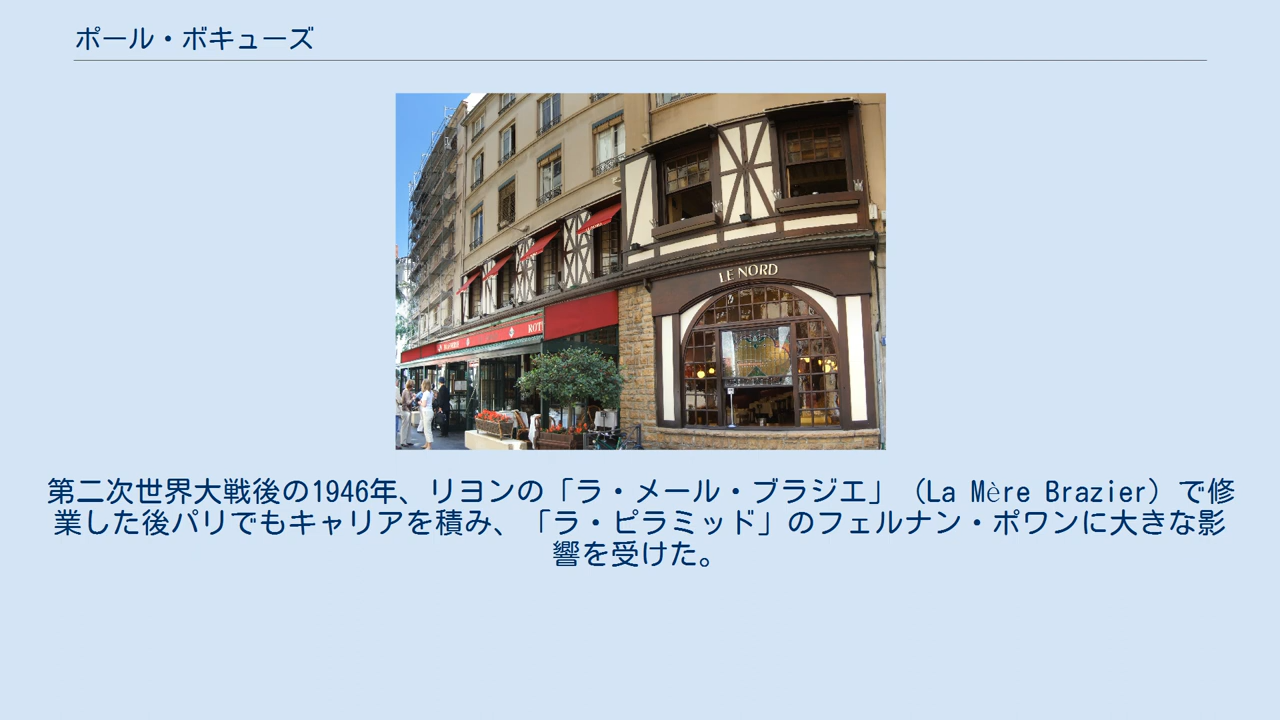 ポール・ボキューズ
LE NORD
ROTI
第二次世界大戦後の1946年、リヨンの「ラ・メール・ブラジエ」（La Mère Brazier）で修
業した後パリでもキャリアを積み、「ラ・ピラミッド」のフェルナン・ポワンに大きな影
響を受けた。